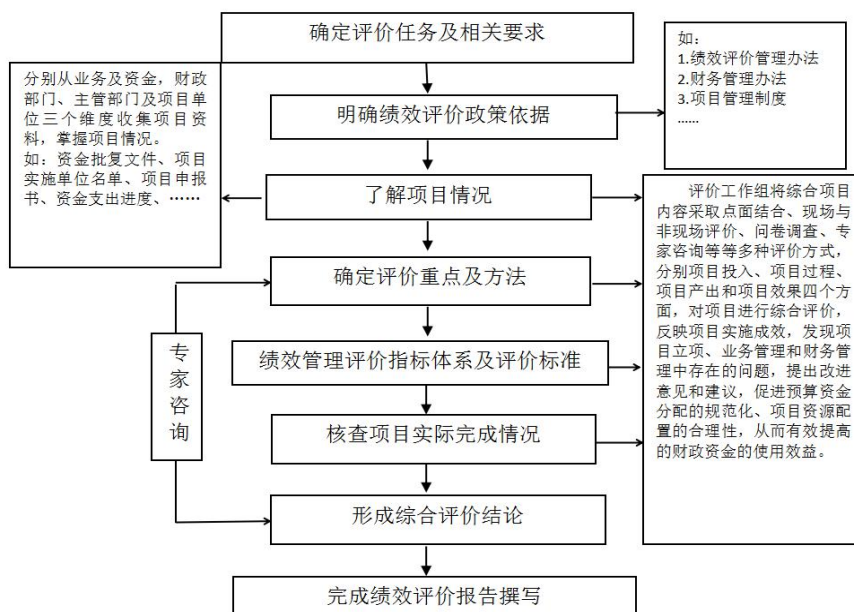 确定评价任务及相关要求
如：
1.绩效评价管理办法
2.财务管理办法
3.项目管理制度
……
分别从业务及资金，财政
部门、主管部门及项目单
位三个维度收集项目资
料，掌握项目情况。
如：资金批复文件、项目
实施单位名单、项目申报
书、资金支出进度、……
明确绩效评价政策依据
了解项目情况
评价工作组将综合项目
内容采取点面结合、现场与
非现场评价、问卷调查、专
家咨询等等多种评价方式，
分别项目投入、项目过程、
项目产出和项目效果四个方
面，对项目进行综合评价，
反映项目实施成效，发现项
目立项、业务管理和财务管
理中存在的问题，提出改进
意见和建议，促进预算资金
分配的规范化、项目资源配
置的合理性，从而有效提高
的财政资金的使用效益。
确定评价重点及方法
专
家
咨
询
绩效管理评价指标体系及评价标准
核查项目实际完成情况
形成综合评价结论
完成绩效评价报告撰写